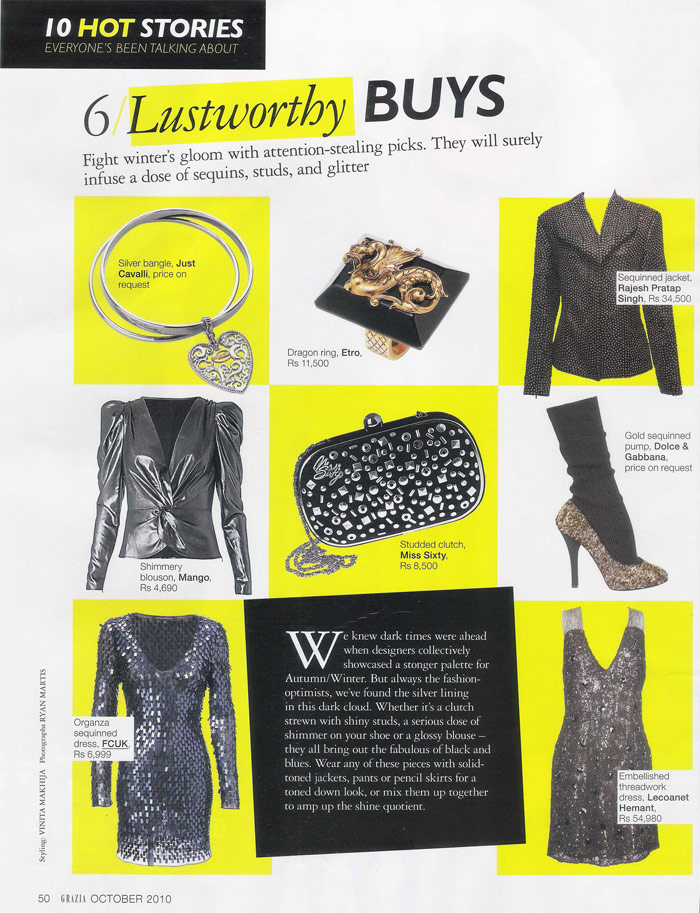 10 HOT STORIES
EVERYONE'S BEEN TALKING ABOUT
6/Lustworthy BUYS
Fight winter's gloom with attention-stealing picks. They will surely
infuse a dose of sequins, studs, and glitter
Silver bangle, Just
Cavalli, price on
request
Dragon ring, Etro,
Rs 11,500
Sequinned jacket,
Rajesh Pratap
Singh, Rs 34,500
Shimmery
blouson, Mango,
Rs 4,690
Miss
Sixty
Studded clutch,
Miss Sixty,
Rs 8,500
Gold sequinned
pump, Dolce &
Gabbana,
price on request
Organza
sequinned
dress, FCUK,
Rs 6,999
We knew dark times were ahead
when designers collectively
showcased a stonger palette for
Autumn/Winter. But always the fashion-
optimists, we've found the silver lining
in this dark cloud. Whether it's a clutch
strewn with shiny studs, a serious dose of
shimmer on your shoe or a glossy blouse –
they all bring out the fabulous of black and
blues. Wear any of these pieces with solid-
toned jackets, pants or pencil skirts for a
toned down look, or mix them up together
to amp up the shine quotient.
Embellished
threadwork
dress, Lecoanet
Hemant,
Rs 54,980
Styling: VINITA MAKHIJA Photographs RYAN MARTIS
50 GRAZIA OCTOBER 2010